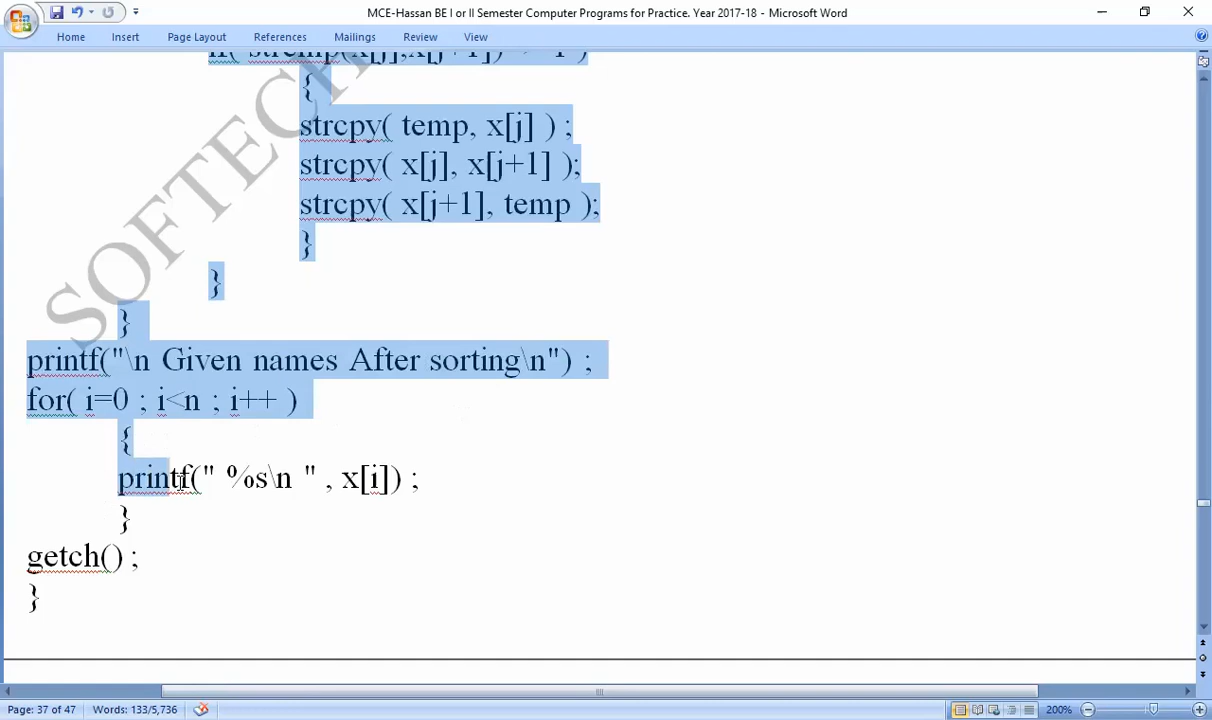 MCE-Hassan BE I or II Semester Computer Programs for Practice. Year 2017-18 - Microsoft Word
Home Insert Page Layout References Mailings Review View
{
strcpy( temp, x[j] ) ;
strcpy( x[j], x[j+1] );
strcpy( x[j+1], temp );
}
}
}
printf("\n Given names After sorting\n") ;
for( i=0 ; i<n ; i++ )
{
printf(" %s\n " , x[i]) ;
}
getch() ;
}
SOFTECH
Page: 37 of 47 Words: 133/5,736 200%